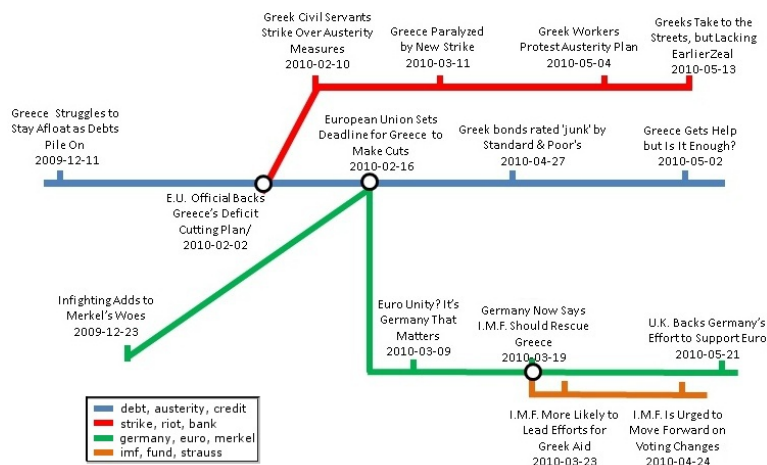 Greek Civil Servants
Strike Over Austerity
Measures
2010-02-10
Greece Paralyzed
by New Strike
2010-03-11
Greek Workers
Protest Austerity Plan
2010-05-04
Greeks Take to the
Streets, but Lacking
EarlierZeal
2010-05-13
Greece Struggles to
Stay Afloat as Debts
Pile On
2009-12-11
European Union Sets
Deadline for Greece to
Make Cuts
2010-02-16
Greek bonds rated 'junk' by
Standard & Poor's
2010-04-27
Greece Gets Help
but Is It Enough?
2010-05-02
E.U. Official Backs
Greece's Deficit
Cutting Plan/
2010-02-02
Infighting Adds to
Merkel's Woes
2009-12-23
Euro Unity? It's
Germany That
Matters
2010-03-09
Germany Now Says
I.M.F. Should Rescue
Greece
2010-03-19
U.K. Backs Germany's
Effort to Support Euro
2010-05-21
I.M.F. More Likely to
Lead Efforts for
Greek Aid
2010-03-23
I.M.F. Is Urged to
Move Forward on
Voting Changes
2010-04-24
debt, austerity, credit
strike, riot, bank
germany, euro, merkel
imf, fund, strauss